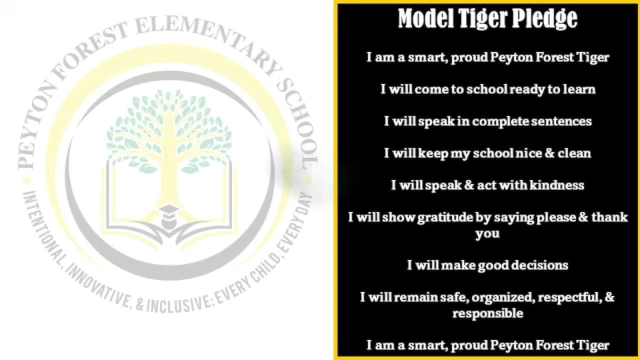 PEYTON FOREST ELEMENTARY SCHOOL
INTENTIONAL, INNOVATIVE, & INCLUSIVE: EVERY CHILD, EVERY DAY
Model Tiger Pledge
I am a smart, proud Peyton Forest Tiger
I will come to school ready to learn
I will speak in complete sentences
I will keep my school nice & clean
I will speak & act with kindness
I will show gratitude by saying please & thank
you
I will make good decisions
I will remain safe, organized, respectful, &
responsible
I am a smart, proud Peyton Forest Tiger